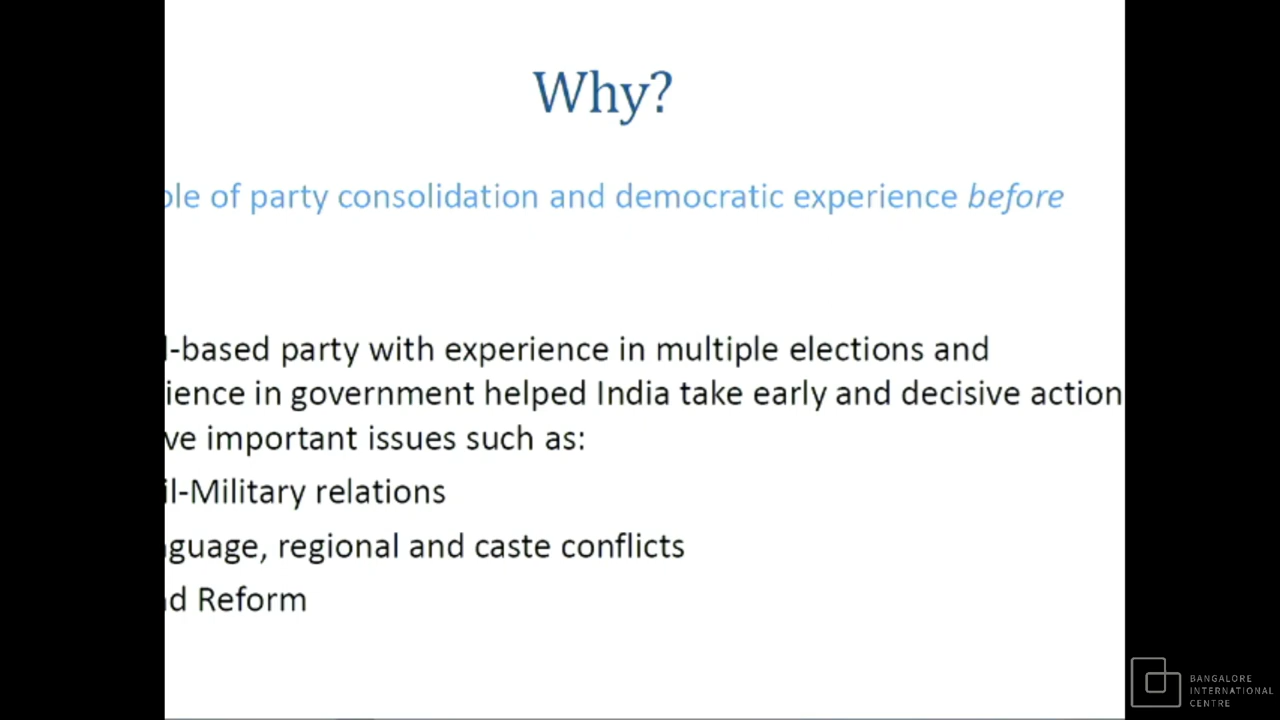 Why?
ole of party consolidation and democratic experience before
l-based party with experience in multiple elections and
ience in government helped India take early and decisive action
ve important issues such as:
il-Military relations
guage, regional and caste conflicts
d Reform
BANGALORE
INTERNATIONAL
CENTRE